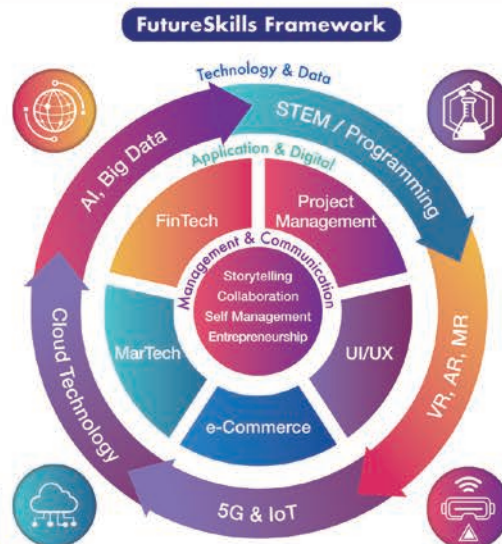 FutureSkills Framework
Technology & Data
STEM / Programming
AI, Big Data
Application & Digital
FinTech
Project
Management
Management & Communication
Storytelling
Collaboration
Self Management
Entrepreneurship
MarTech
UI/UX
e-Commerce
Cloud Technology
VR, AR, MR
5G & IoT